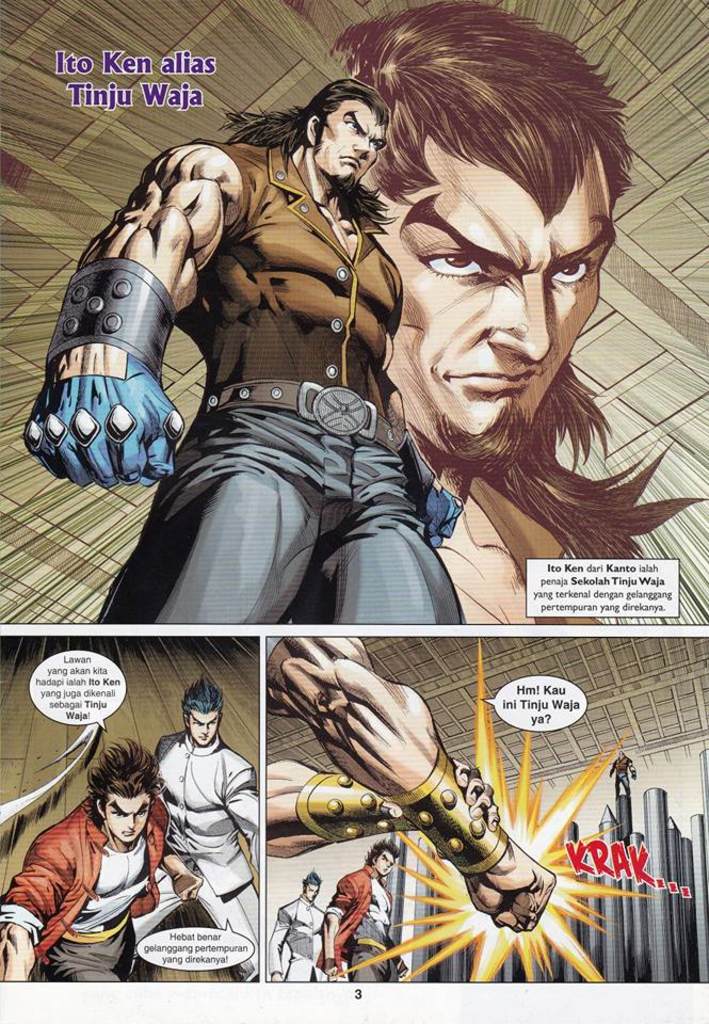 Ito Ken alias
Tinju Waja
Ito Ken dari Kanto ialah
penaja Sekolah Tinju Waja
yang terkenal dengan gelanggang
pertempuran yang direkanya.
Lawan
yang akan kita
hadapi ialah Ito Ken
yang juga dikenali
sebagai Tinju
Waja!
Hebat benar
gelanggang pertempuran
yang direkanya!
Hm! Kau
ini Tinju Waja
ya?
KRAK...
3